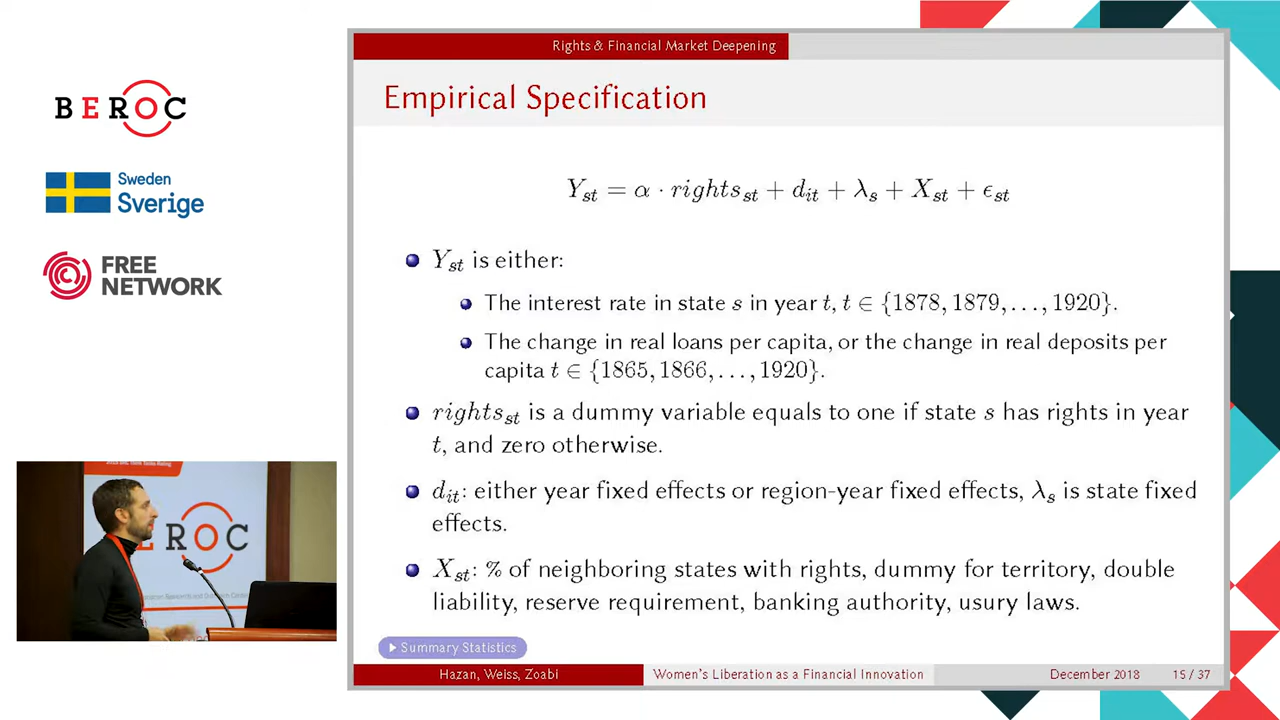 Rights & Financial Market Deepening
Empirical Specification
Y_st = α · rights_st + d_it + λ_s + X_st + ϵ_st
Y_st is either:
The interest rate in state s in year t, t ∈ {1878, 1879, . . . , 1920}.
The change in real loans per capita, or the change in real deposits per
capita t ∈ {1865, 1866, . . . , 1920}.
rights_st is a dummy variable equals to one if state s has rights in year
t, and zero otherwise.
d_it: either year fixed effects or region-year fixed effects, λ_s is state fixed
effects.
X_st: % of neighboring states with rights, dummy for territory, double
liability, reserve requirement, banking authority, usury laws.
Summary Statistics
Hazan, Weiss, Zoabi
Women's Liberation as a Financial Innovation
December 2018
15 / 37
BEROC
Sweden
Sverige
FREE
NETWORK
EROC